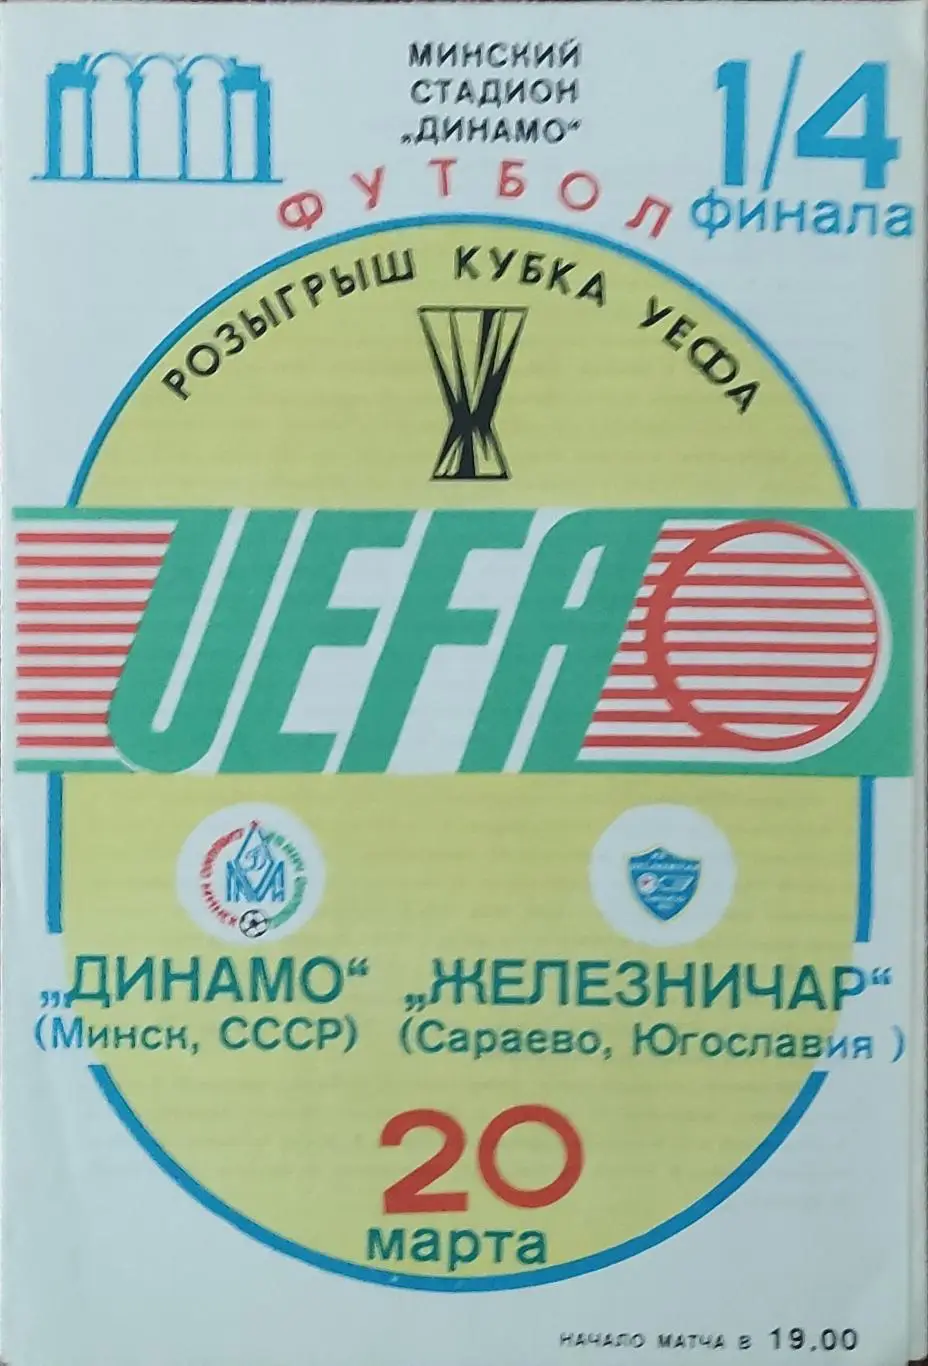 МИНСКИЙ
СТАДИОН
„ДИНАМО“
1/4
финала
ФУТБОЛ
РОЗЫГРЫШ КУБКА УЕФА
UEFA
„ДИНАМО“
(Минск, СССР)
„ЖЕЛЕЗНИЧАР“
(Сараево, Югославия)
20
марта
НАЧАЛО МАТЧА В 19.00